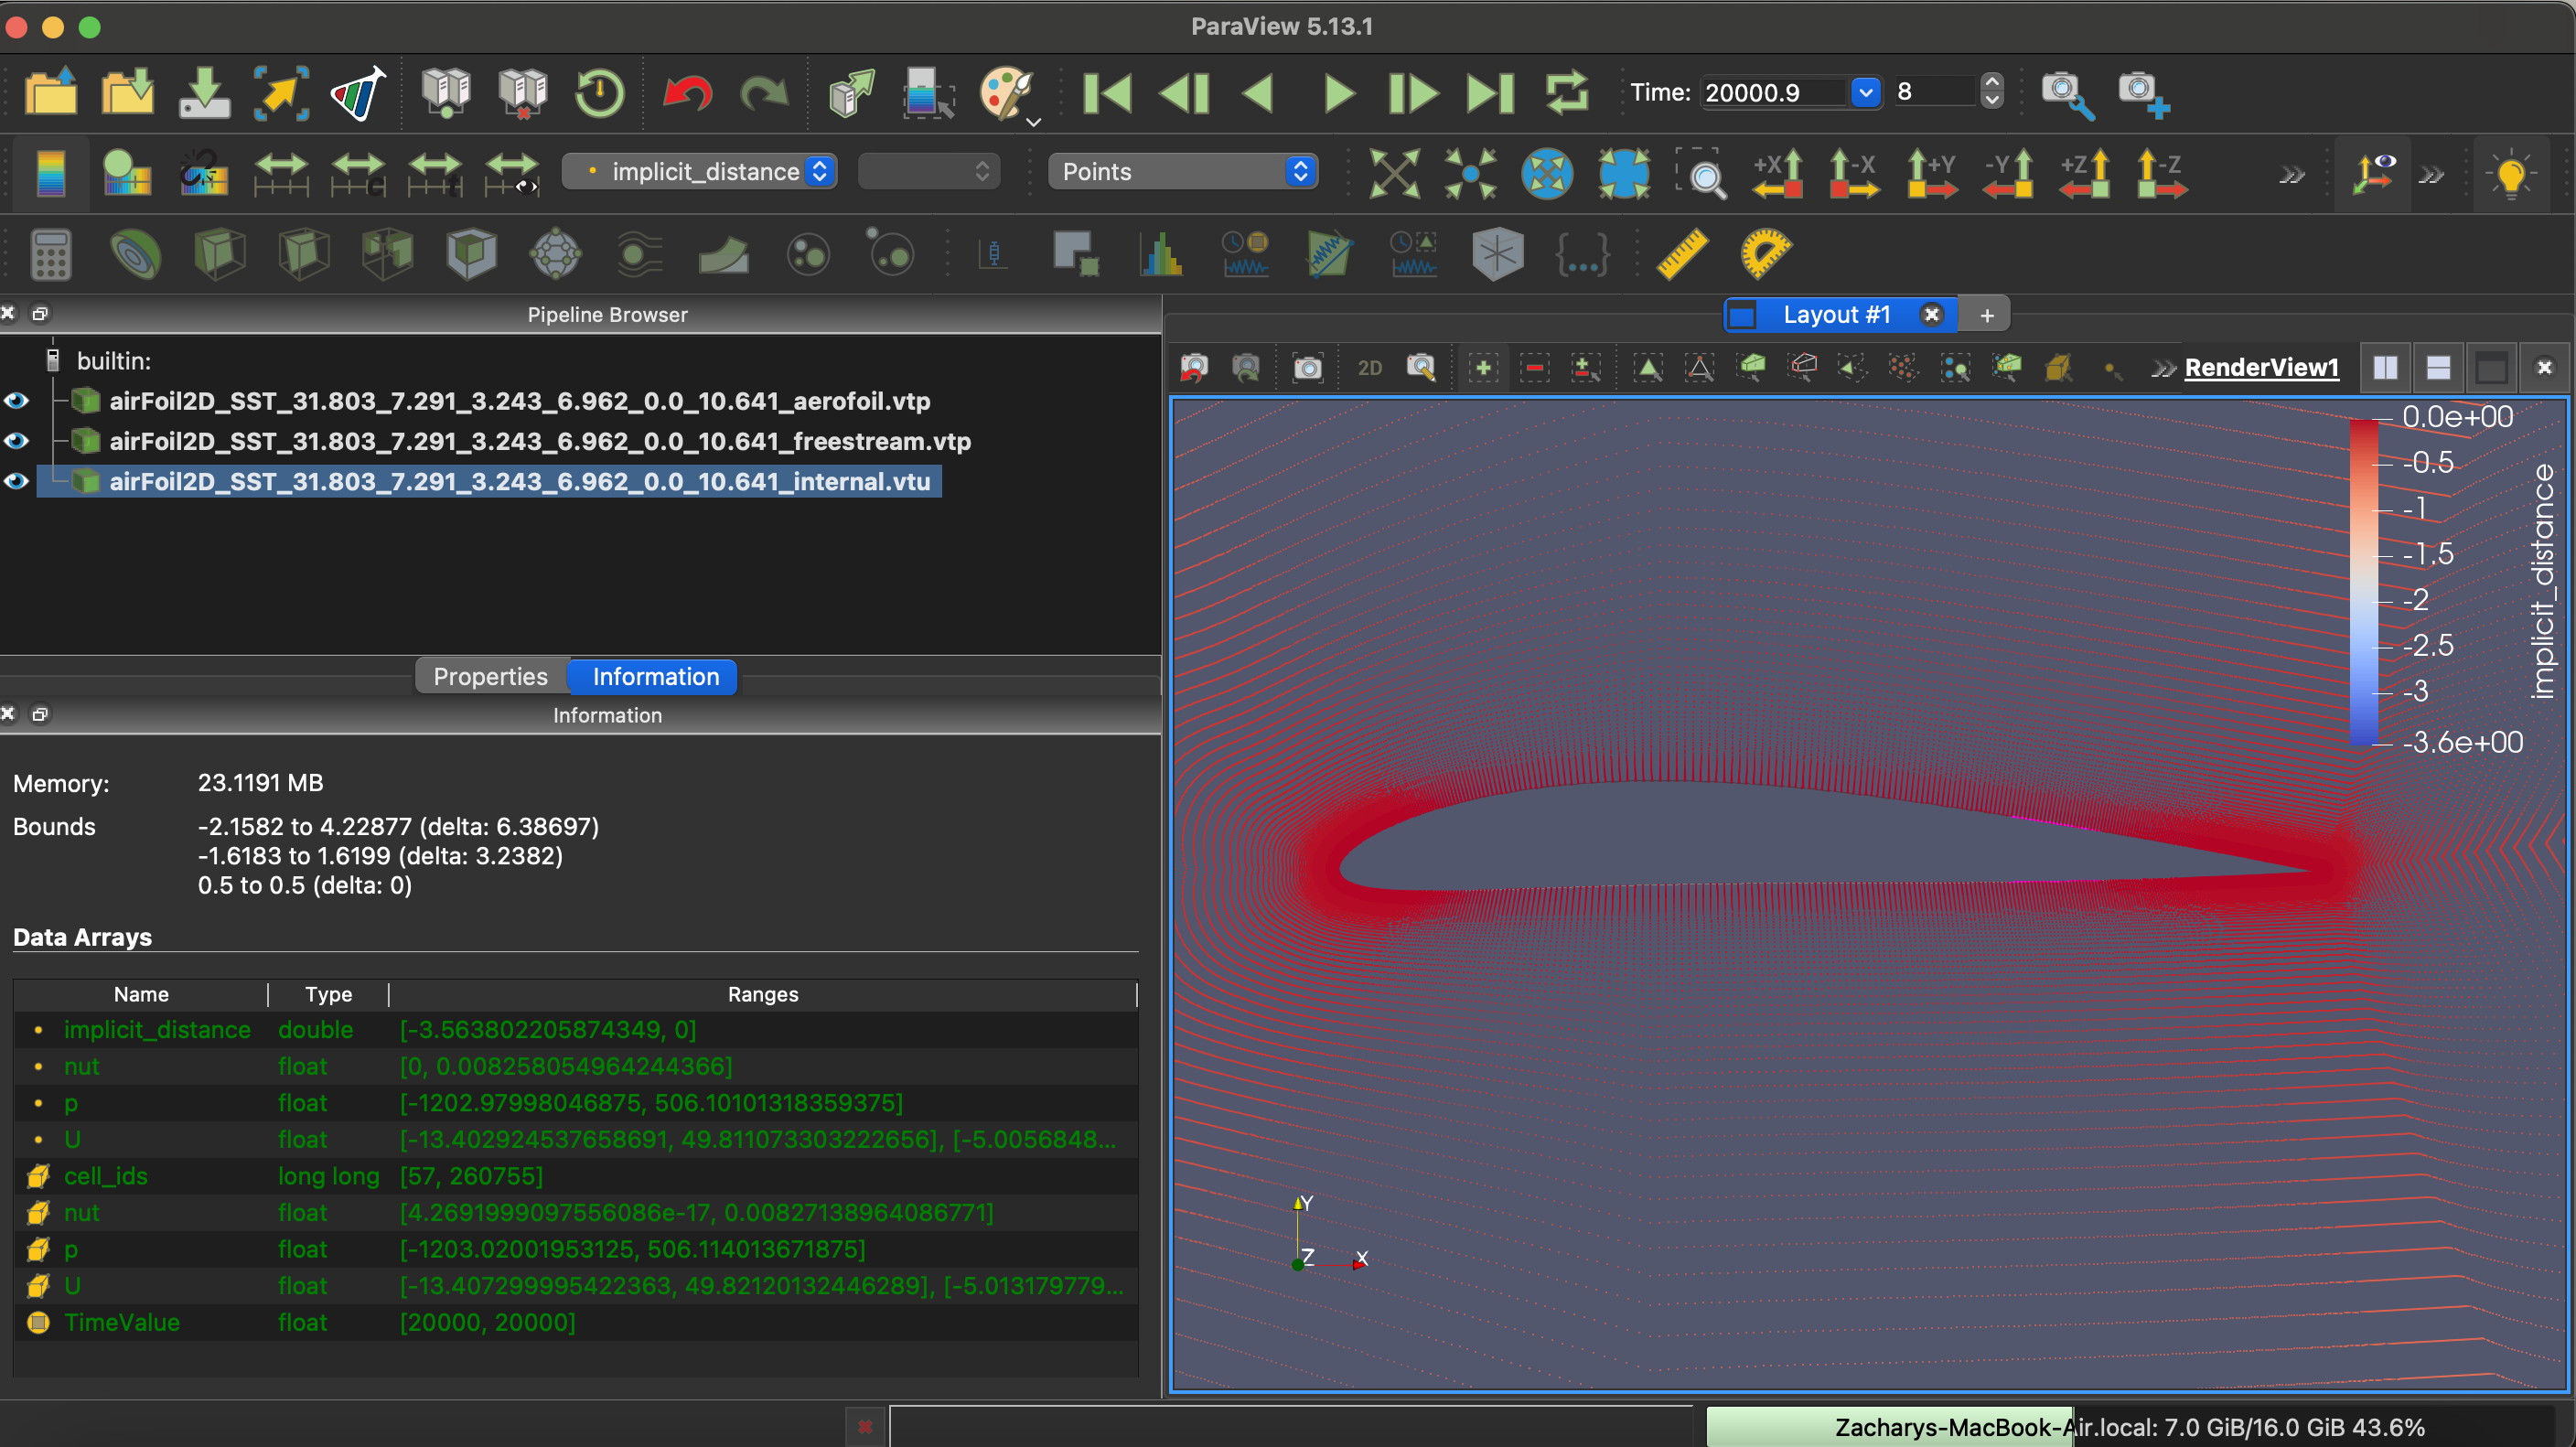 ParaView 5.13.1
Time: 20000.9 8
implicit_distance Points +X -X +Y -Y +Z -Z
Pipeline Browser
builtin:
airFoil2D_SST_31.803_7.291_3.243_6.962_0.0_10.641_aerofoil.vtp
airFoil2D_SST_31.803_7.291_3.243_6.962_0.0_10.641_freestream.vtp
airFoil2D_SST_31.803_7.291_3.243_6.962_0.0_10.641_internal.vtu
Properties Information
Information
Memory: 23.1191 MB
Bounds -2.1582 to 4.22877 (delta: 6.38697)
-1.6183 to 1.6199 (delta: 3.2382)
0.5 to 0.5 (delta: 0)
Data Arrays
Name Type Ranges
implicit_distance double [-3.563802205874349, 0]
nut float [0, 0.008258054964244366]
p float [-1202.97998046875, 506.10101318359375]
U float [-13.402924537658691, 49.811073303222656], [-5.0056848...
cell_ids long long [57, 260755]
nut float [4.2691999097556086e-17, 0.00827138964086771]
p float [-1203.02001953125, 506.114013671875]
U float [-13.407299995422363, 49.82120132446289], [-5.013179779...
TimeValue float [20000, 20000]
Layout #1 +
2D RenderView1
0.0e+00
-0.5
-1
-1.5
-2
-2.5
-3
-3.6e+00
implicit_distance
Y
Z X
Zacharys-MacBook-Air.local: 7.0 GiB/16.0 GiB 43.6%